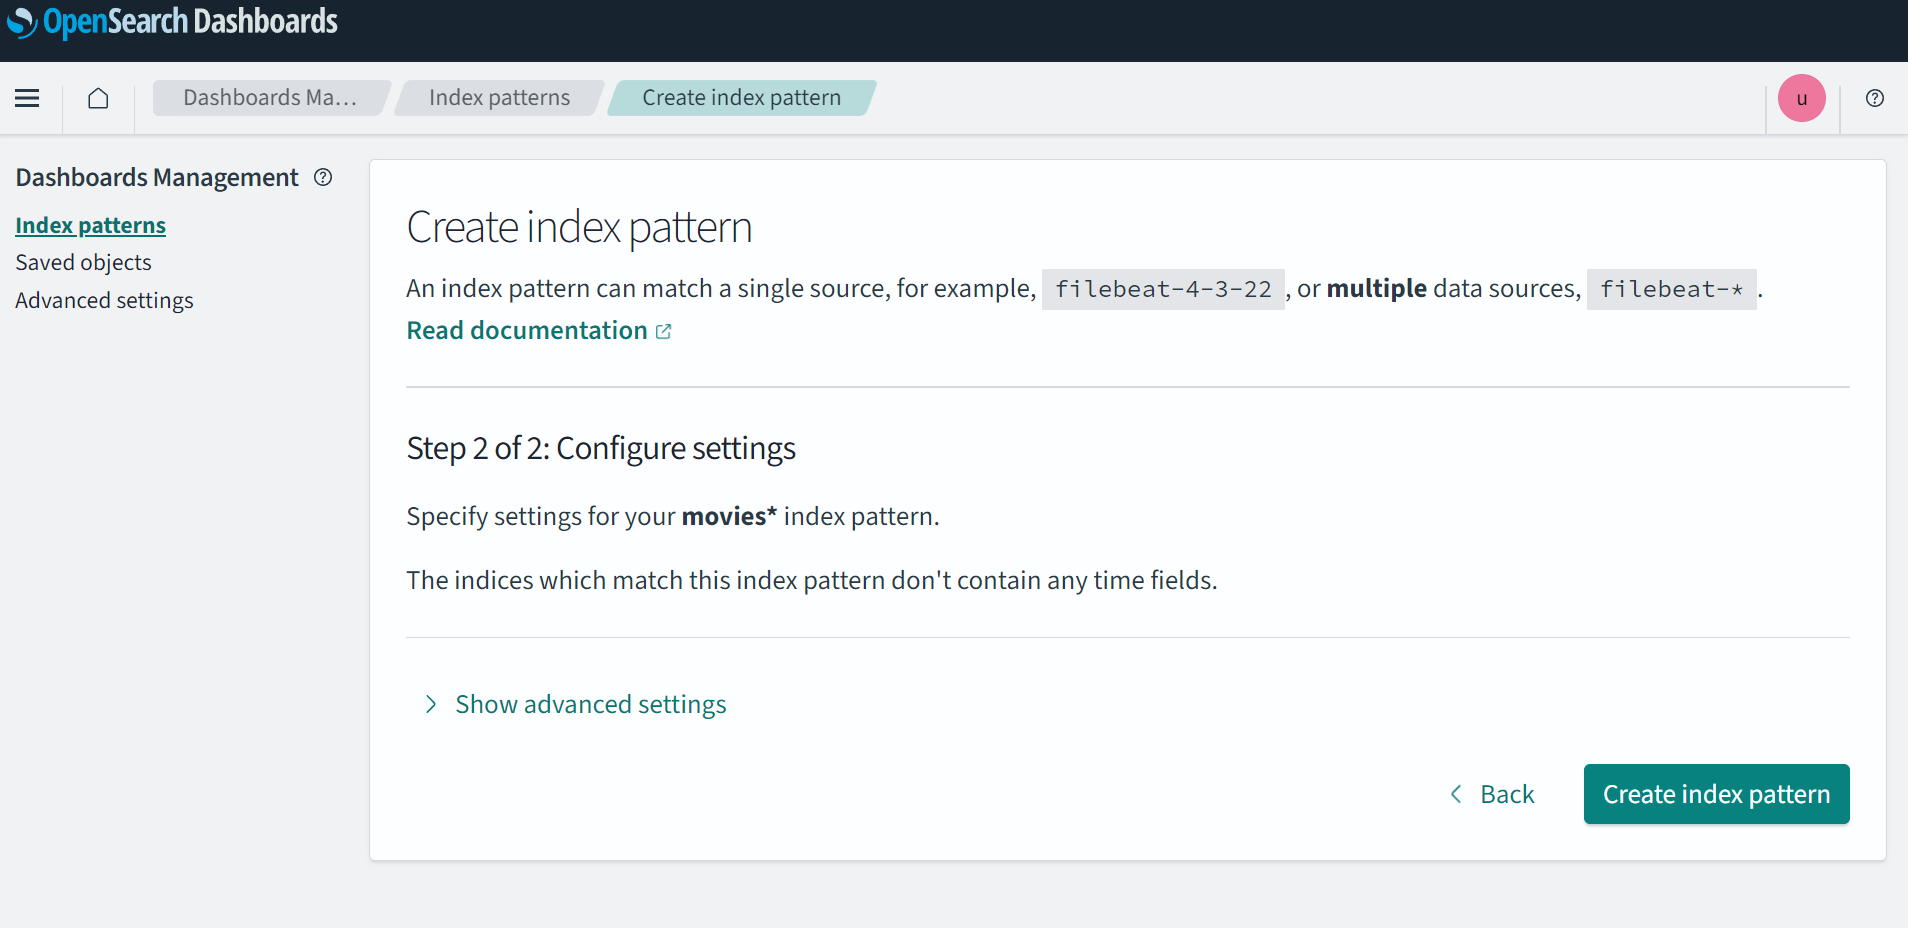 OpenSearch Dashboards
Dashboards Ma... Index patterns Create index pattern u
Dashboards Management
Index patterns
Saved objects
Advanced settings
Create index pattern
An index pattern can match a single source, for example, filebeat-4-3-22 , or multiple data sources, filebeat-* .
Read documentation
Step 2 of 2: Configure settings
Specify settings for your movies* index pattern.
The indices which match this index pattern don't contain any time fields.
Show advanced settings
Back Create index pattern